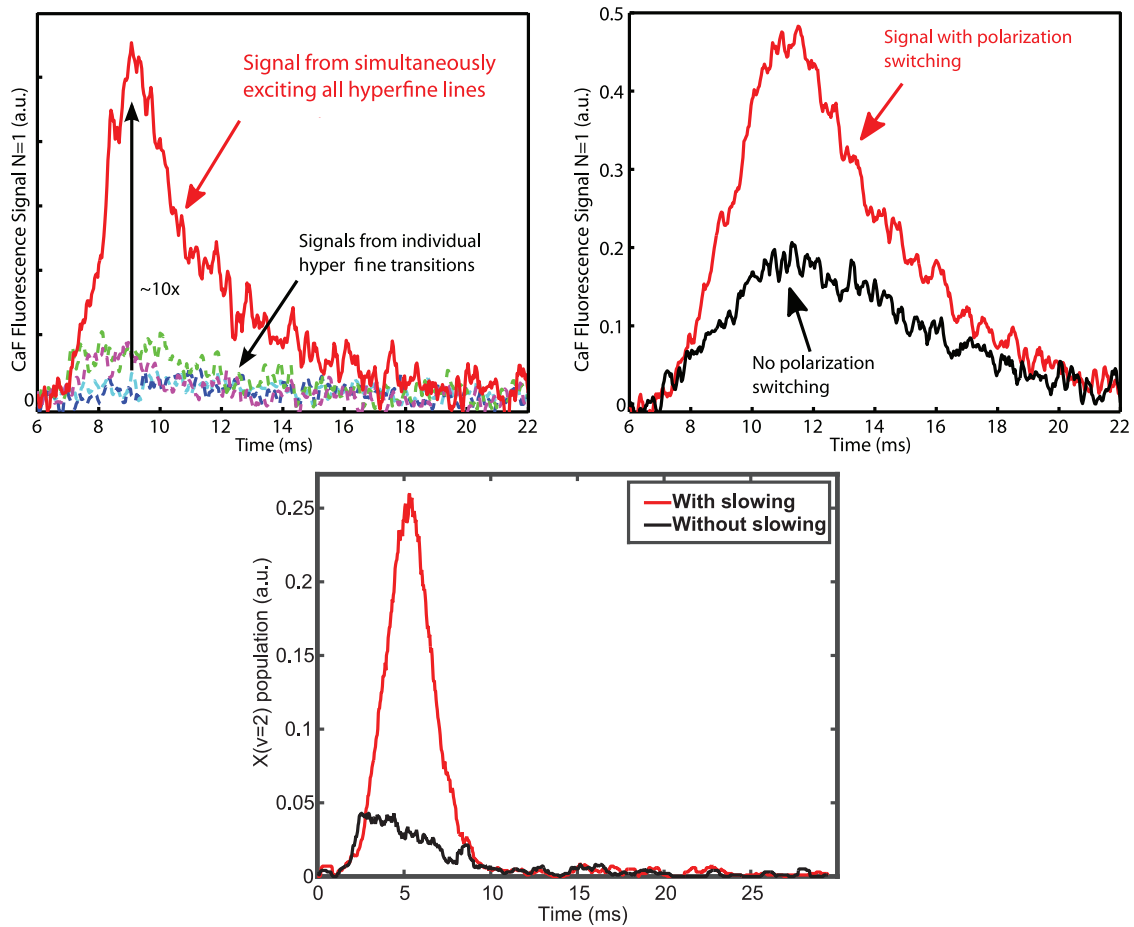 CaF Fluorescence Signal N=1 (a.u.)
Signal from simultaneously
exciting all hyperfine lines
Signals from individual
hyper fine transitions
~10x
0
6 8 10 12 14 16 18 20 22
Time (ms)
CaF Fluorescence Signal N=1 (a.u.)
0.5
0.4
0.3
0.2
0.1
0
Signal with polarization
switching
No polarization
switching
6 8 10 12 14 16 18 20 22
Time (ms)
X(v=2) population (a.u.)
0.25
0.2
0.15
0.1
0.05
0
With slowing
Without slowing
0 5 10 15 20 25
Time (ms)